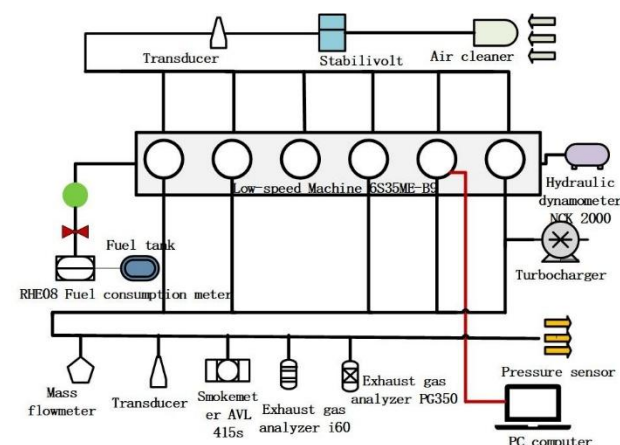 Transducer
Stabilivolt
Air cleaner
Low-speed Machine 6S35ME-B9
Hydraulic
dynamometer
NCK 2000
Fuel tank
RHE08 Fuel consumption meter
Turbocharger
Mass
flowmeter
Transducer
Smokemet
er AVL
415s
Exhaust gas
analyzer i60
Exhaust gas
analyzer PG350
Pressure sensor
PC computer